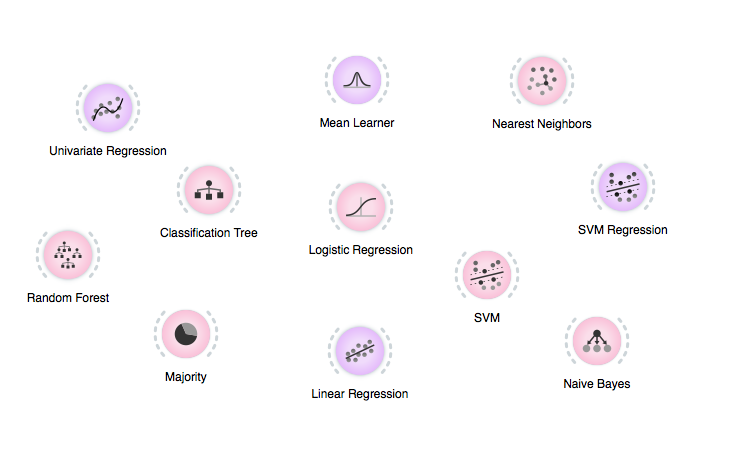 Mean Learner
Nearest Neighbors
Univariate Regression
Classification Tree
SVM Regression
Logistic Regression
Random Forest
SVM
Majority
Naive Bayes
Linear Regression